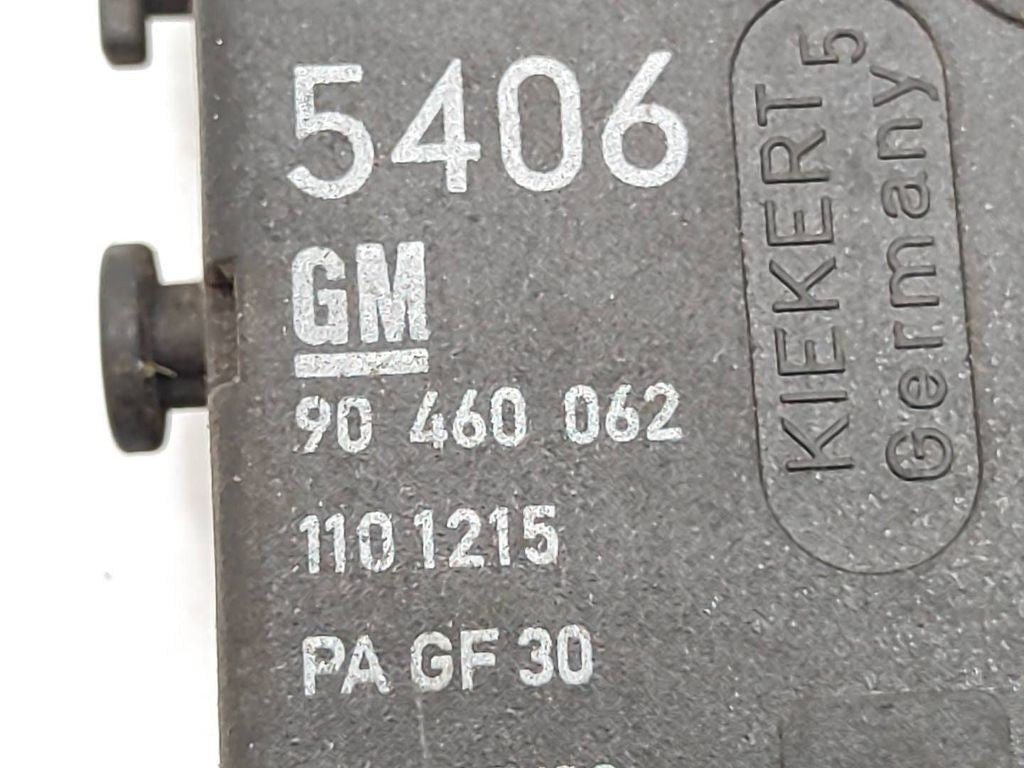 5406
GM
90 460 062
1101215
PA GF 30
KIEKERT 5
Germany